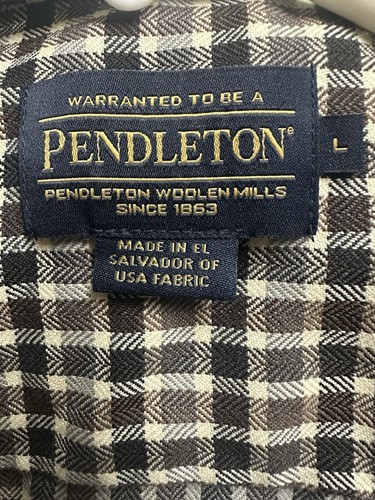 WARRANTED TO BE A
PENDLETON®
L
PENDLETON WOOLEN MILLS
SINCE 1863
MADE IN EL
SALVADOR OF
USA FABRIC